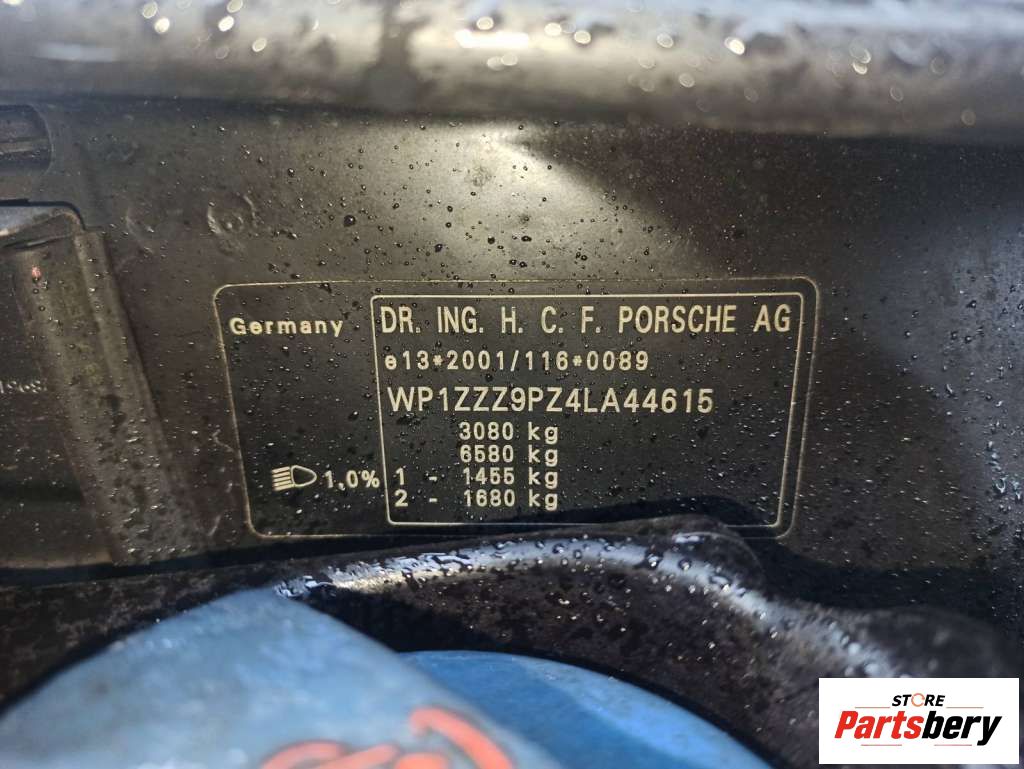 Germany
DR. ING. H. C. F. PORSCHE AG
e13*2001/116*0089
WP1ZZZ9PZ4LA44615
3080 kg
6580 kg
1,0% 1 - 1455 kg
2 - 1680 kg
STORE
Partsbery